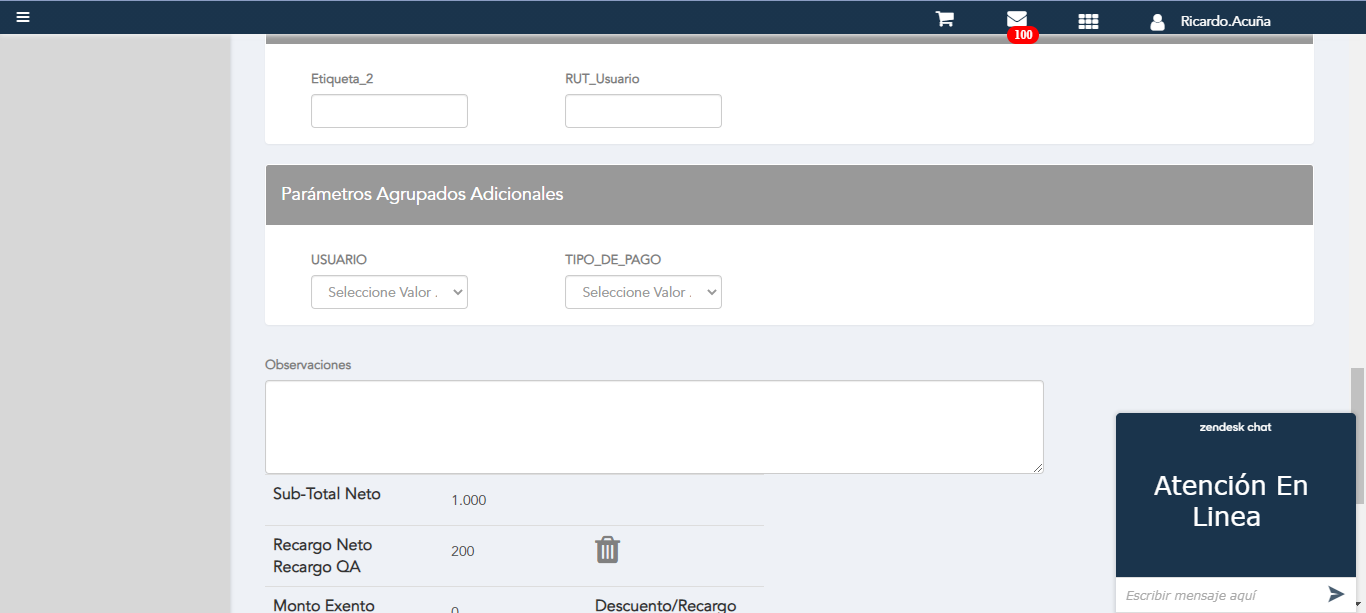 Ricardo.Acuña
100
Etiqueta_2 RUT_Usuario
Parámetros Agrupados Adicionales
USUARIO TIPO_DE_PAGO
Seleccione Valor . Seleccione Valor .
Observaciones
zendesk chat
Atención En
Linea
Sub-Total Neto 1.000
Recargo Neto 200
Recargo QA
Escribir mensaje aquí
Monto Exento 0 Descuento/Recargo